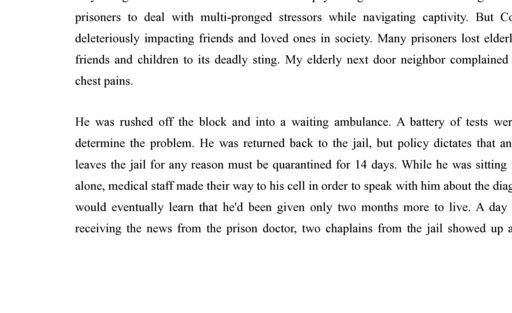 prisoners to deal with multi-pronged stressors while navigating captivity. But
deleteriously impacting friends and loved ones in society. Many prisoners lost
friends and children to its deadly sting. My elderly next door neighbor complained
chest pains.
He was rushed off the block and into a waiting ambulance. A battery of tests
determine the problem. He was returned back to the jail, but policy dictates that
leaves the jail for any reason must be quarantined for 14 days. While he was sitting
alone, medical staff made their way to his cell in order to speak with him about the
would eventually learn that he'd been given only two months more to live. A day
receiving the news from the prison doctor, two chaplains from the jail showed up